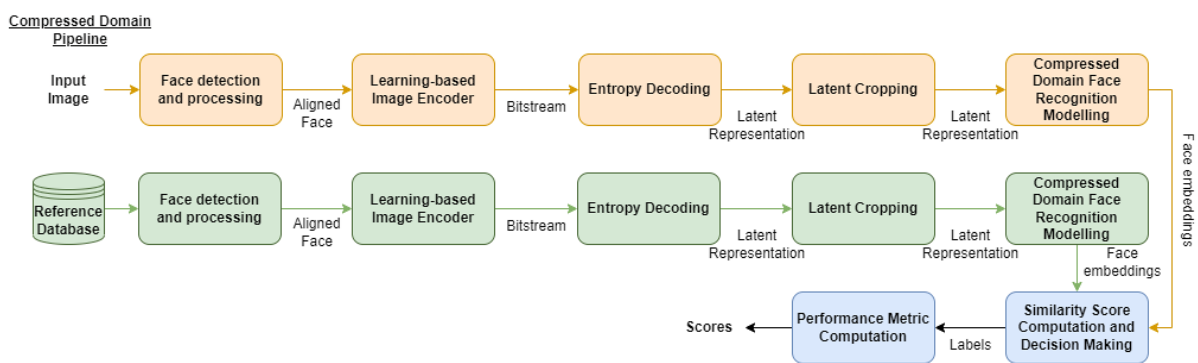 Compressed Domain
Pipeline
Input
Image
Face detection
and processing
Aligned
Face
Learning-based
Image Encoder
Bitstream
Entropy Decoding
Latent
Representation
Latent Cropping
Latent
Representation
Compressed
Domain Face
Recognition
Modelling
Face embeddings
Reference
Database
Face detection
and processing
Aligned
Face
Learning-based
Image Encoder
Bitstream
Entropy Decoding
Latent
Representation
Latent Cropping
Latent
Representation
Compressed
Domain Face
Recognition
Modelling
Face
embeddings
Similarity Score
Computation and
Decision Making
Labels
Performance Metric
Computation
Scores